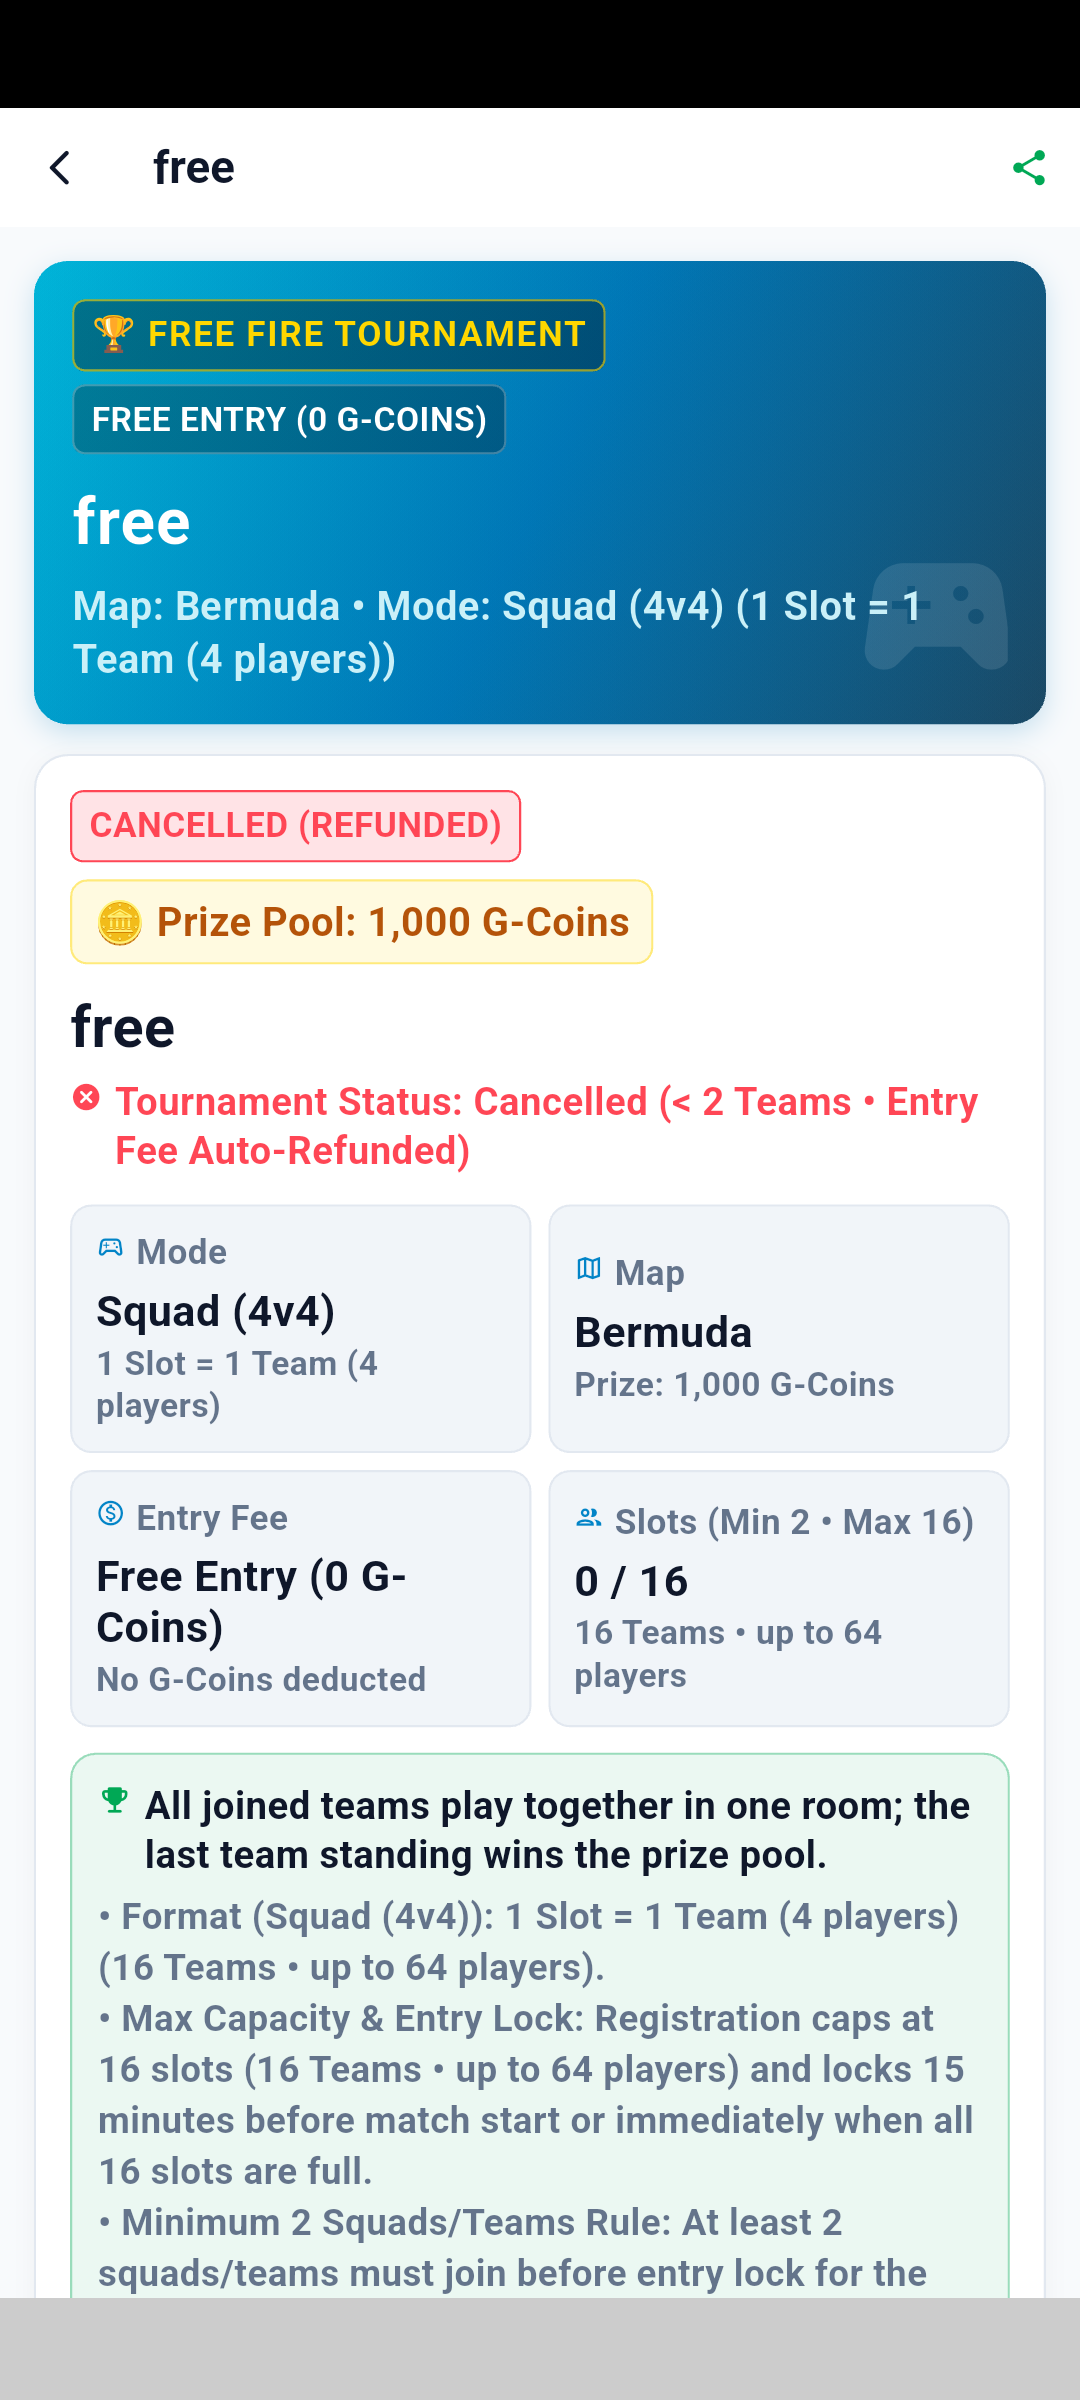 free
🏆 FREE FIRE TOURNAMENT
FREE ENTRY (0 G-COINS)
free
Map: Bermuda • Mode: Squad (4v4) (1 Slot = 1
Team (4 players))
CANCELLED (REFUNDED)
🪙 Prize Pool: 1,000 G-Coins
free
Tournament Status: Cancelled (< 2 Teams • Entry
Fee Auto-Refunded)
Mode
Squad (4v4)
1 Slot = 1 Team (4
players)
Map
Bermuda
Prize: 1,000 G-Coins
Entry Fee
Free Entry (0 G-
Coins)
No G-Coins deducted
Slots (Min 2 • Max 16)
0 / 16
16 Teams • up to 64
players
All joined teams play together in one room; the
last team standing wins the prize pool.
• Format (Squad (4v4)): 1 Slot = 1 Team (4 players)
(16 Teams • up to 64 players).
• Max Capacity & Entry Lock: Registration caps at
16 slots (16 Teams • up to 64 players) and locks 15
minutes before match start or immediately when all
16 slots are full.
• Minimum 2 Squads/Teams Rule: At least 2
squads/teams must join before entry lock for the